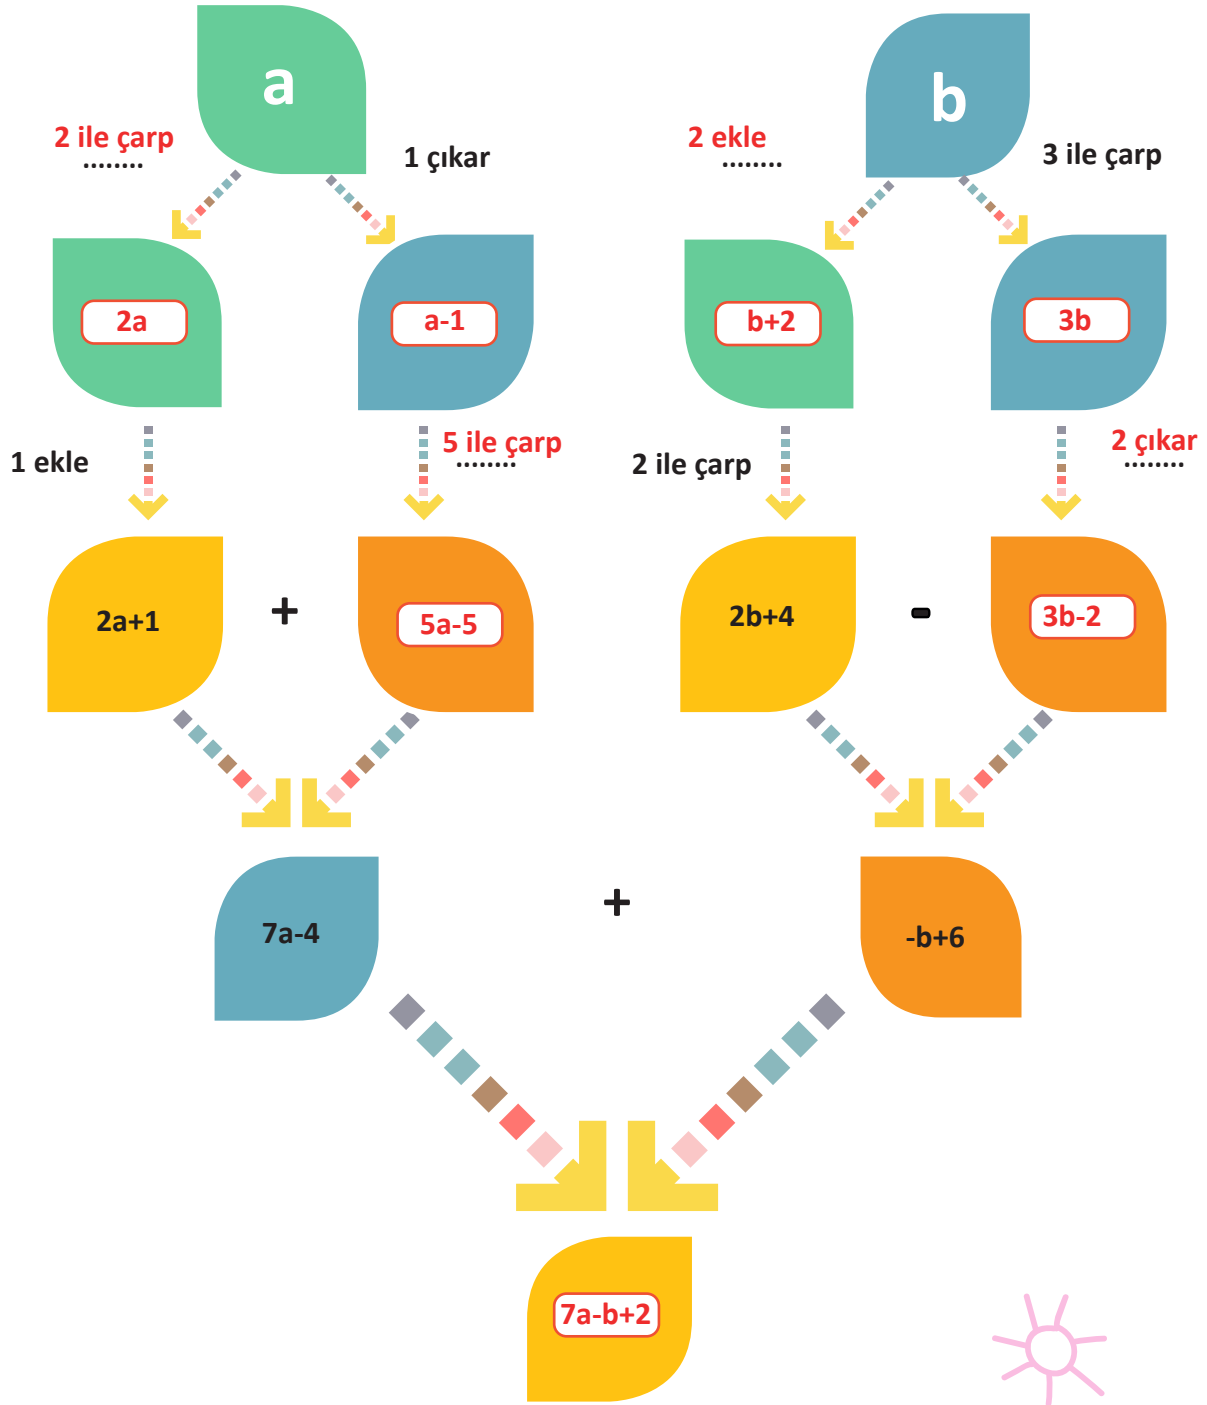 a
b
2 ile çarp
........
1 çıkar
2 ekle
........
3 ile çarp
2a
a-1
b+2
3b
1 ekle
5 ile çarp
........
2 ile çarp
2 çıkar
........
2a+1
+
5a-5
2b+4
-
3b-2
7a-4
+
-b+6
7a-b+2